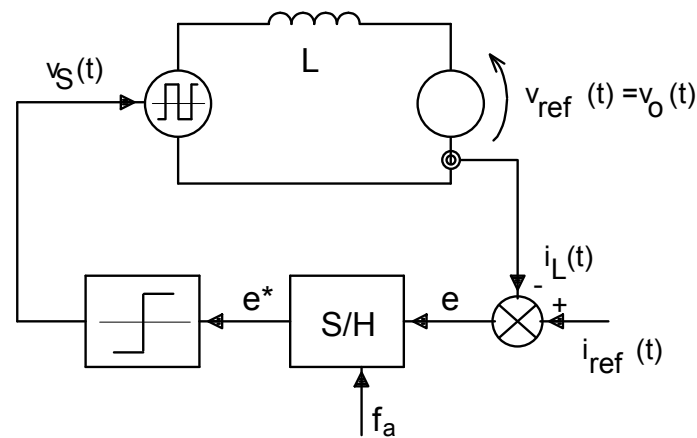 L
vS(t)
vref (t) =vo(t)
iL(t)
-
e*
S/H
e
+
iref(t)
fa